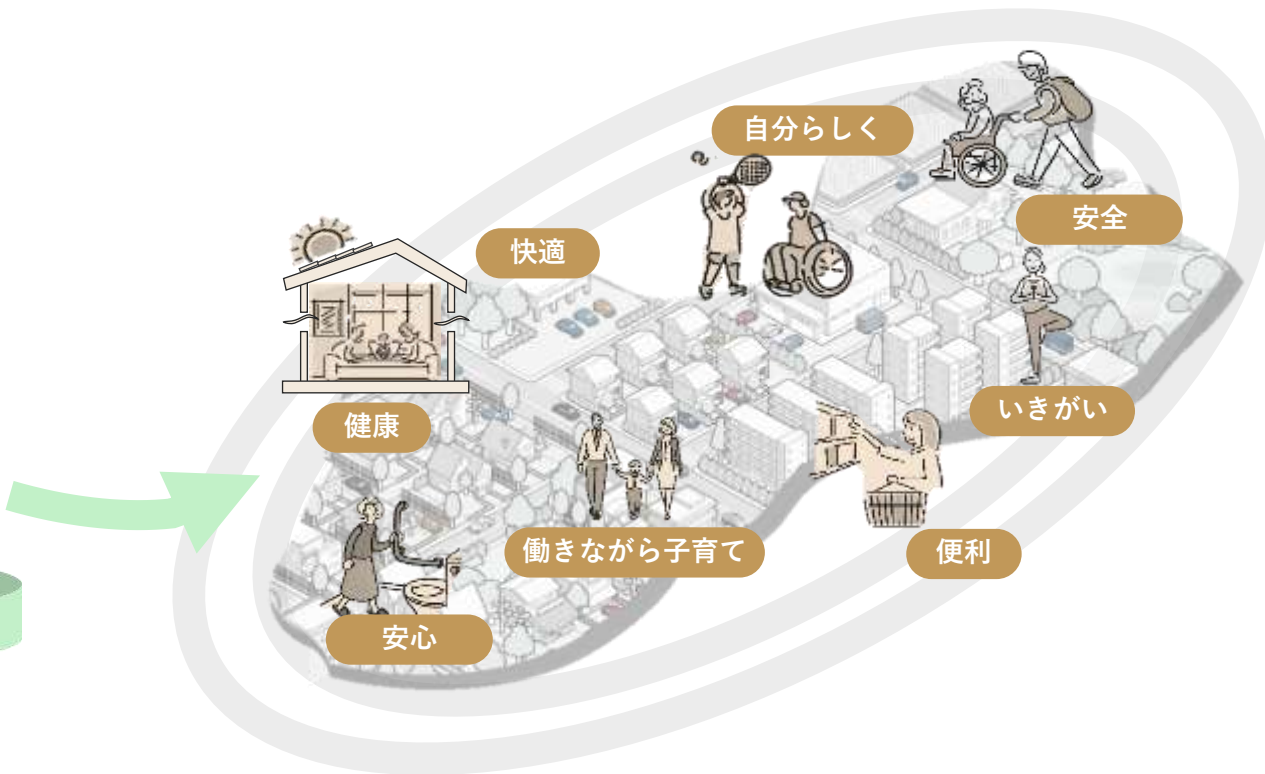 自分らしく
安全
快適
いきがい
健康
働きながら子育て
便利
安心